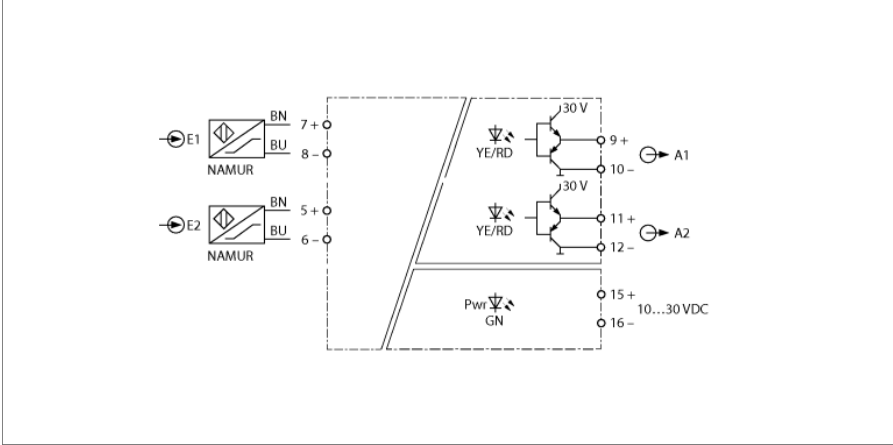 E1
BN
7 +
BU
8 –
NAMUR
E2
BN
5 +
BU
6 –
NAMUR
30 V
YE/RD
9 +
10 –
A1
30 V
YE/RD
11 +
12 –
A2
Pwr
GN
15 +
10...30 VDC
16 –